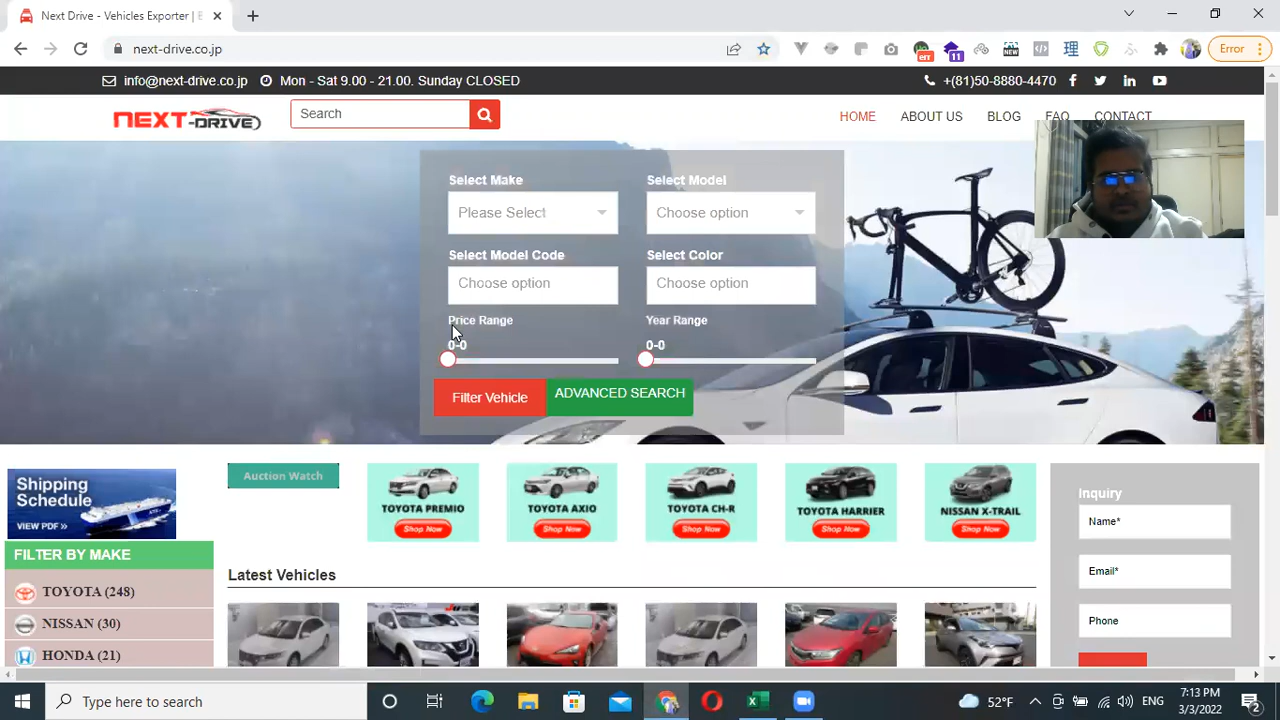 Next Drive - Vehicles Exporter | B
next-drive.co.jp
err
11
NEW
理
Error
info@next-drive.co.jp Mon - Sat 9.00 - 21.00. Sunday CLOSED
+(81)50-8880-4470
NEXT-DRIVE
Search
HOME ABOUT US BLOG FAQ CONTACT
Select Make Select Model
Please Select Choose option
Select Model Code Select Color
Choose option Choose option
Price Range Year Range
0-0 0-0
Filter Vehicle ADVANCED SEARCH
Shipping
Schedule
VIEW PDF »
Auction Watch
TOYOTA PREMIO
Shop Now
TOYOTA AXIO
Shop Now
TOYOTA CH-R
Shop Now
TOYOTA HARRIER
Shop Now
NISSAN X-TRAIL
Shop Now
Inquiry
Name*
Email*
Phone
FILTER BY MAKE
TOYOTA (248)
NISSAN (30)
HONDA (21)
Latest Vehicles
Type here to search
52°F
ENG
7:13 PM
3/3/2022
2